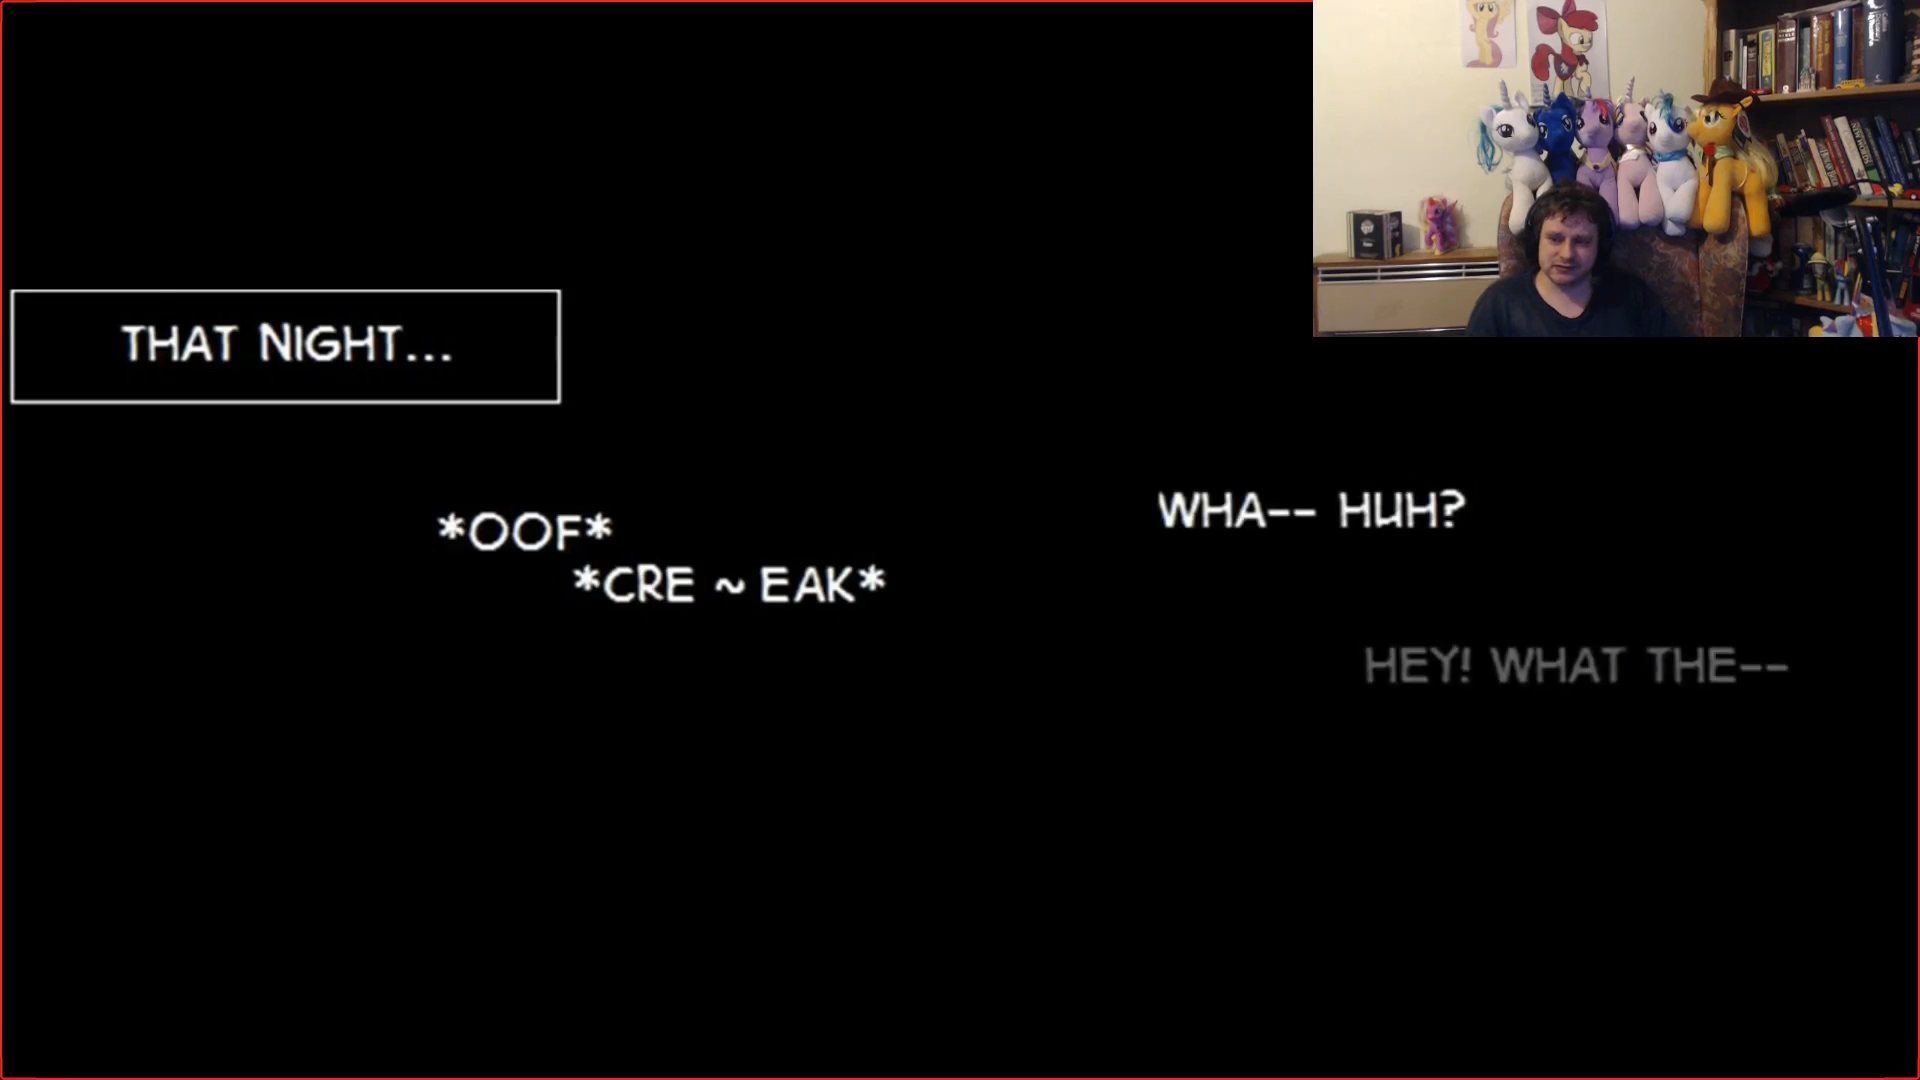 THAT NIGHT...
WHA-- HUH?
*OOF*
*CRE ~ EAK*
HEY! WHAT THE--